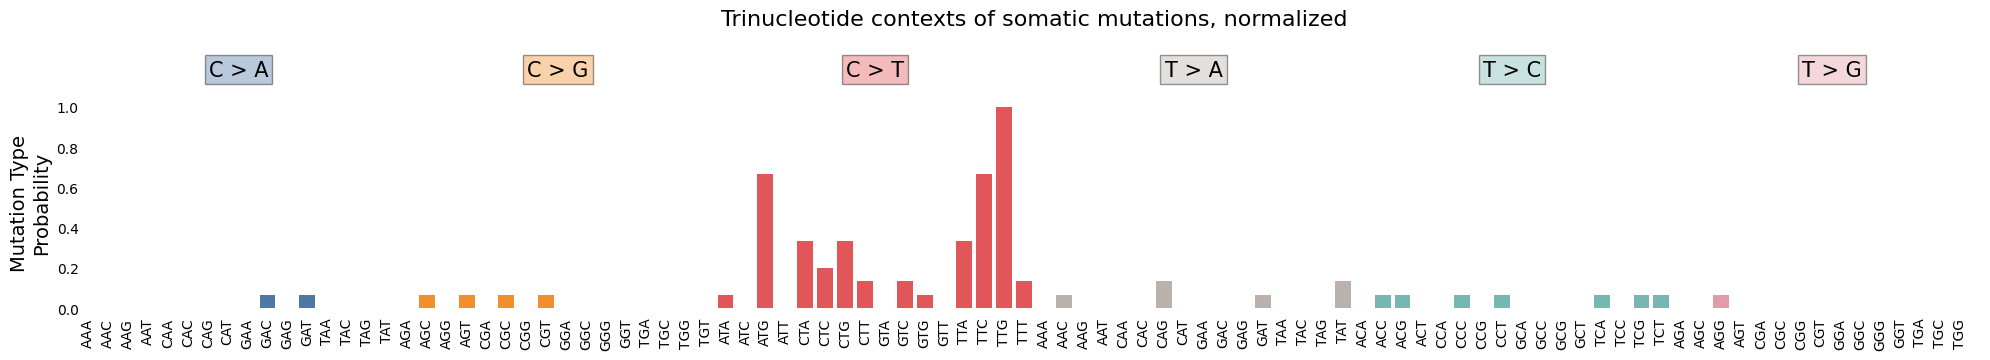 Trinucleotide contexts of somatic mutations, normalized
C > A
C > G
C > T
T > A
T > C
T > G
Mutation Type
Probability
1.0
0.8
0.6
0.4
0.2
0.0
AAA AAC AAG AAT CAA CAC CAG CAT GAA GAC GAG GAT TAA TAC TAG TAT AGA AGC AGG AGT CGA CGC CGG CGT GGA GGC GGG GGT TGA TGC TGG TGT ATA ATC ATG ATT CTA CTC CTG CTT GTA GTC GTG GTT TTA TTC TTG TTT AAA AAC AAG AAT CAA CAC CAG CAT GAA GAC GAG GAT TAA TAC TAG TAT ACA ACC ACG ACT CCA CCC CCG CCT GCA GCC GCG GCT TCA TCC TCG TCT AGA AGC AGG AGT CGA CGC CGG CGT GGA GGC GGG GGT TGA TGC TGG